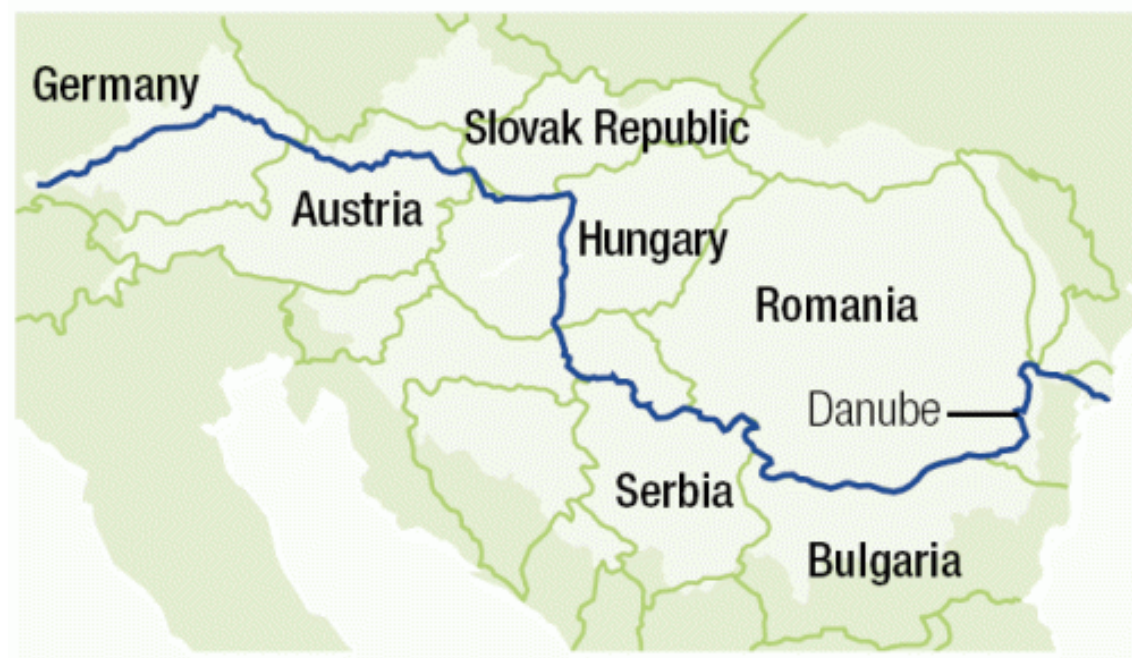 Germany
Slovak Republic
Austria
Hungary
Romania
Danube
Serbia
Bulgaria